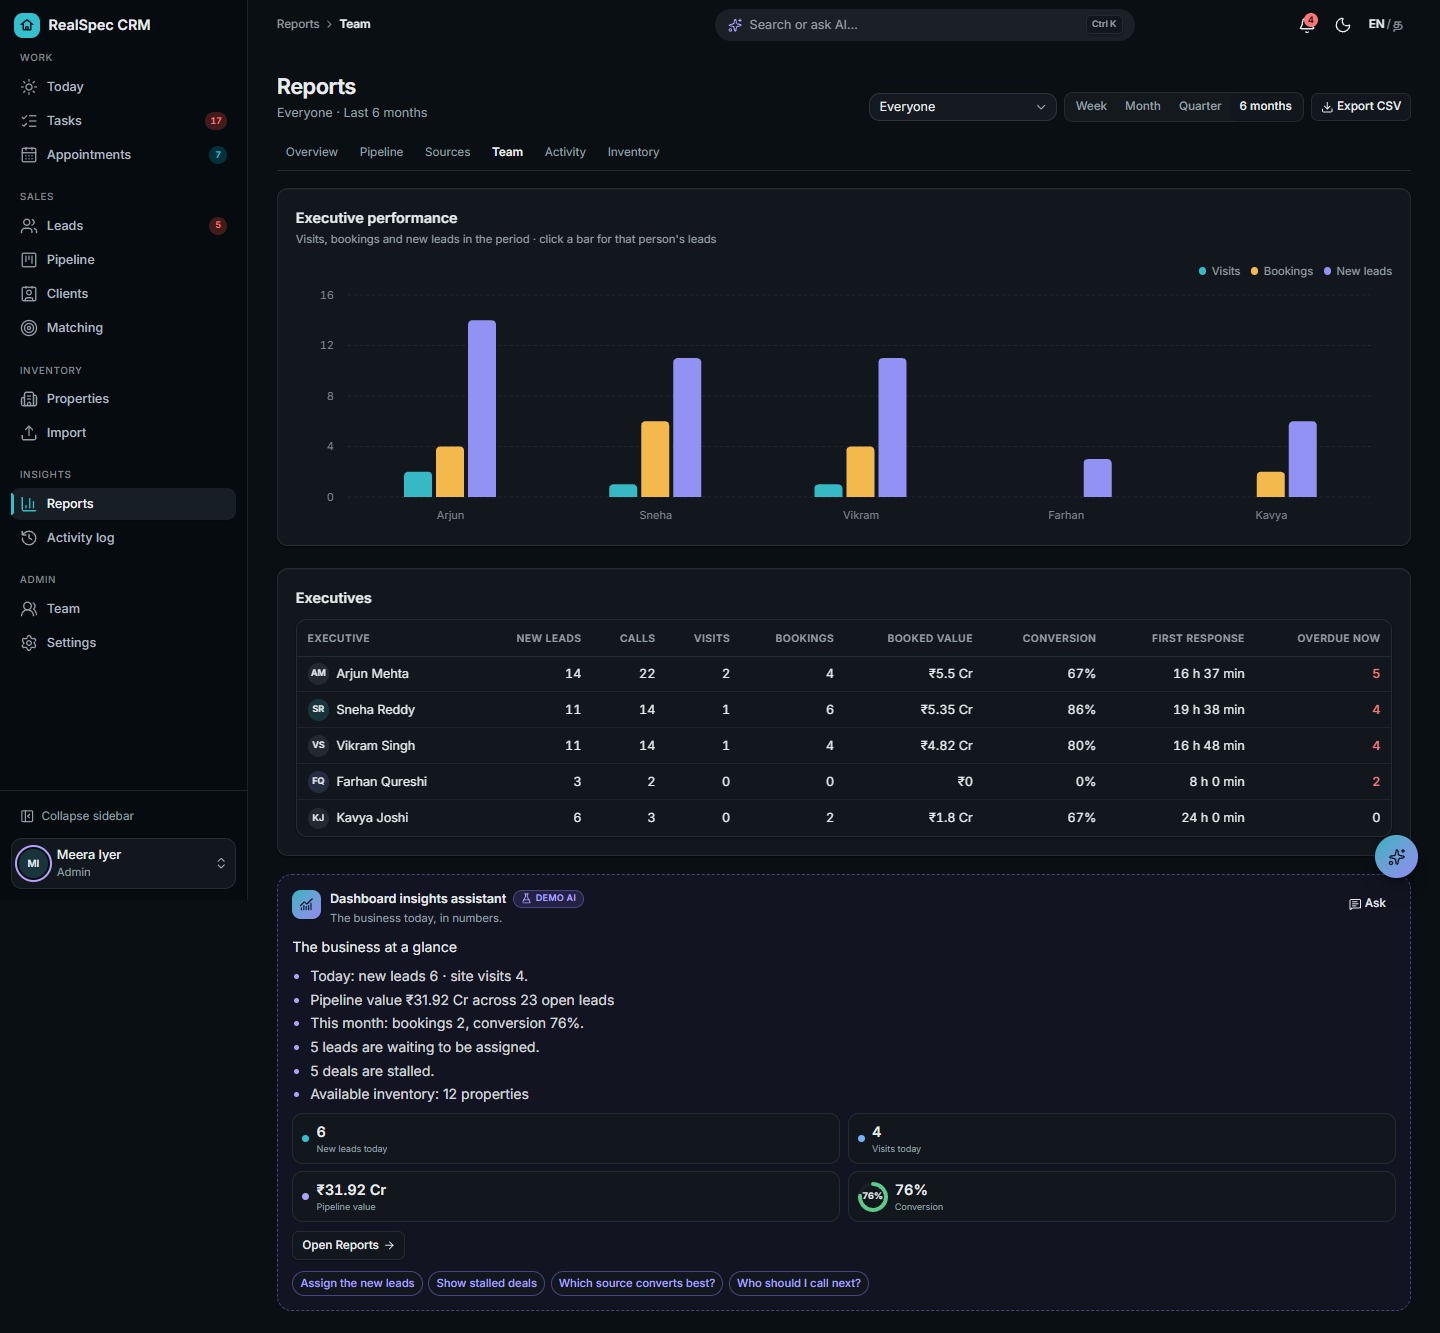 RealSpec CRM
WORK
Today
Tasks 17
Appointments 7
SALES
Leads 5
Pipeline
Clients
Matching
INVENTORY
Properties
Import
INSIGHTS
Reports
Activity log
ADMIN
Team
Settings
Collapse sidebar
MI Meera Iyer
Admin
Reports > Team
Search or ask AI... Ctrl K
4
EN / த
Reports
Everyone · Last 6 months
Everyone
Week Month Quarter 6 months
Export CSV
Overview Pipeline Sources Team Activity Inventory
Executive performance
Visits, bookings and new leads in the period · click a bar for that person's leads
Visits Bookings New leads
16
12
8
4
0
Arjun Sneha Vikram Farhan Kavya
Executives
EXECUTIVE NEW LEADS CALLS VISITS BOOKINGS BOOKED VALUE CONVERSION FIRST RESPONSE OVERDUE NOW
AM Arjun Mehta 14 22 2 4 ₹5.5 Cr 67% 16 h 37 min 5
SR Sneha Reddy 11 14 1 6 ₹5.35 Cr 86% 19 h 38 min 4
VS Vikram Singh 11 14 1 4 ₹4.82 Cr 80% 16 h 48 min 4
FQ Farhan Qureshi 3 2 0 0 ₹0 0% 8 h 0 min 2
KJ Kavya Joshi 6 3 0 2 ₹1.8 Cr 67% 24 h 0 min 0
Dashboard insights assistant DEMO AI
The business today, in numbers.
Ask
The business at a glance
• Today: new leads 6 · site visits 4.
• Pipeline value ₹31.92 Cr across 23 open leads
• This month: bookings 2, conversion 76%.
• 5 leads are waiting to be assigned.
• 5 deals are stalled.
• Available inventory: 12 properties
6
New leads today
4
Visits today
₹31.92 Cr
Pipeline value
76% 76%
Conversion
Open Reports →
Assign the new leads Show stalled deals Which source converts best? Who should I call next?